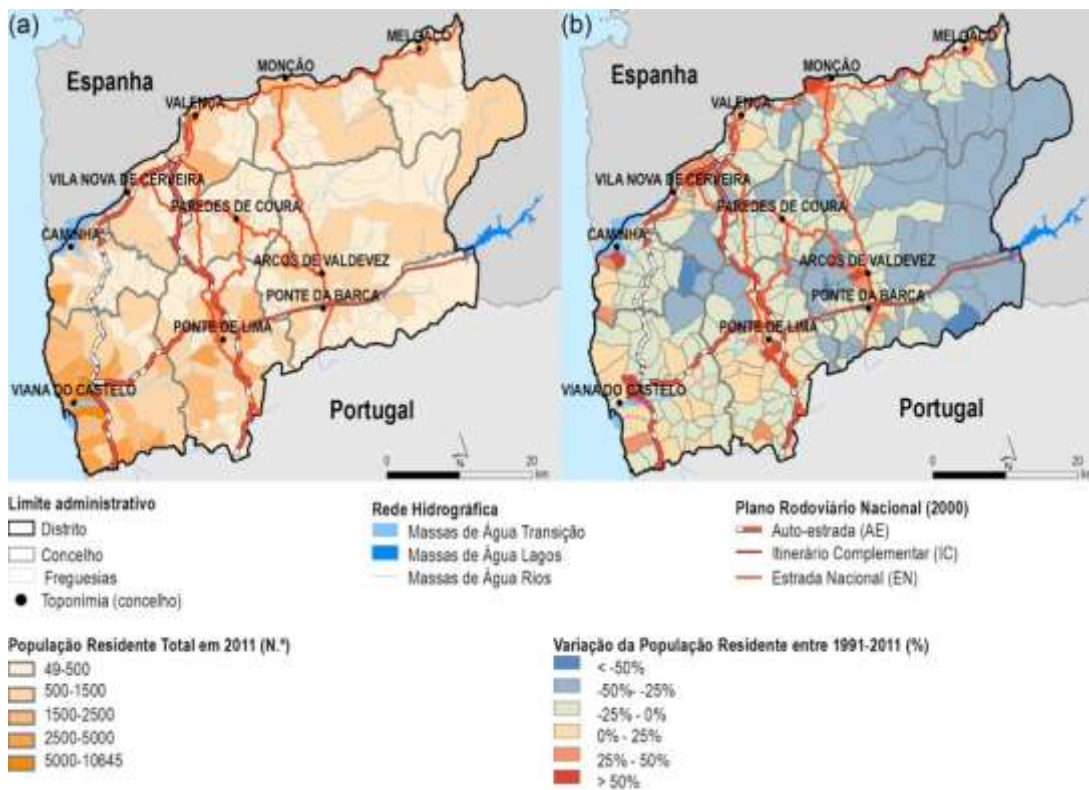 (a)
Espanha
MELGAÇO
MONÇÃO
VALENÇA
VILA NOVA DE CERVEIRA
PAREDES DE COURA
CAMINHA
ARCOS DE VALDEVEZ
PONTE DA BARCA
PONTE DE LIMA
VIANA DO CASTELO
Portugal
0 N 20
km
(b)
Espanha
MELGAÇO
MONÇÃO
VALENÇA
VILA NOVA DE CERVEIRA
PAREDES DE COURA
CAMINHA
ARCOS DE VALDEVEZ
PONTE DA BARCA
PONTE DE LIMA
VIANA DO CASTELO
Portugal
0 N 20
km
Limite administrativo
Distrito
Concelho
Freguesias
Toponímia (concelho)
Rede Hidrográfica
Massas de Água Transição
Massas de Água Lagos
Massas de Água Rios
Plano Rodoviário Nacional (2000)
Auto-estrada (AE)
Itinerário Complementar (IC)
Estrada Nacional (EN)
População Residente Total em 2011 (N.º)
49-500
500-1500
1500-2500
2500-5000
5000-10645
Variação da População Residente entre 1991-2011 (%)
< -50%
-50%- -25%
-25% - 0%
0% - 25%
25% - 50%
> 50%